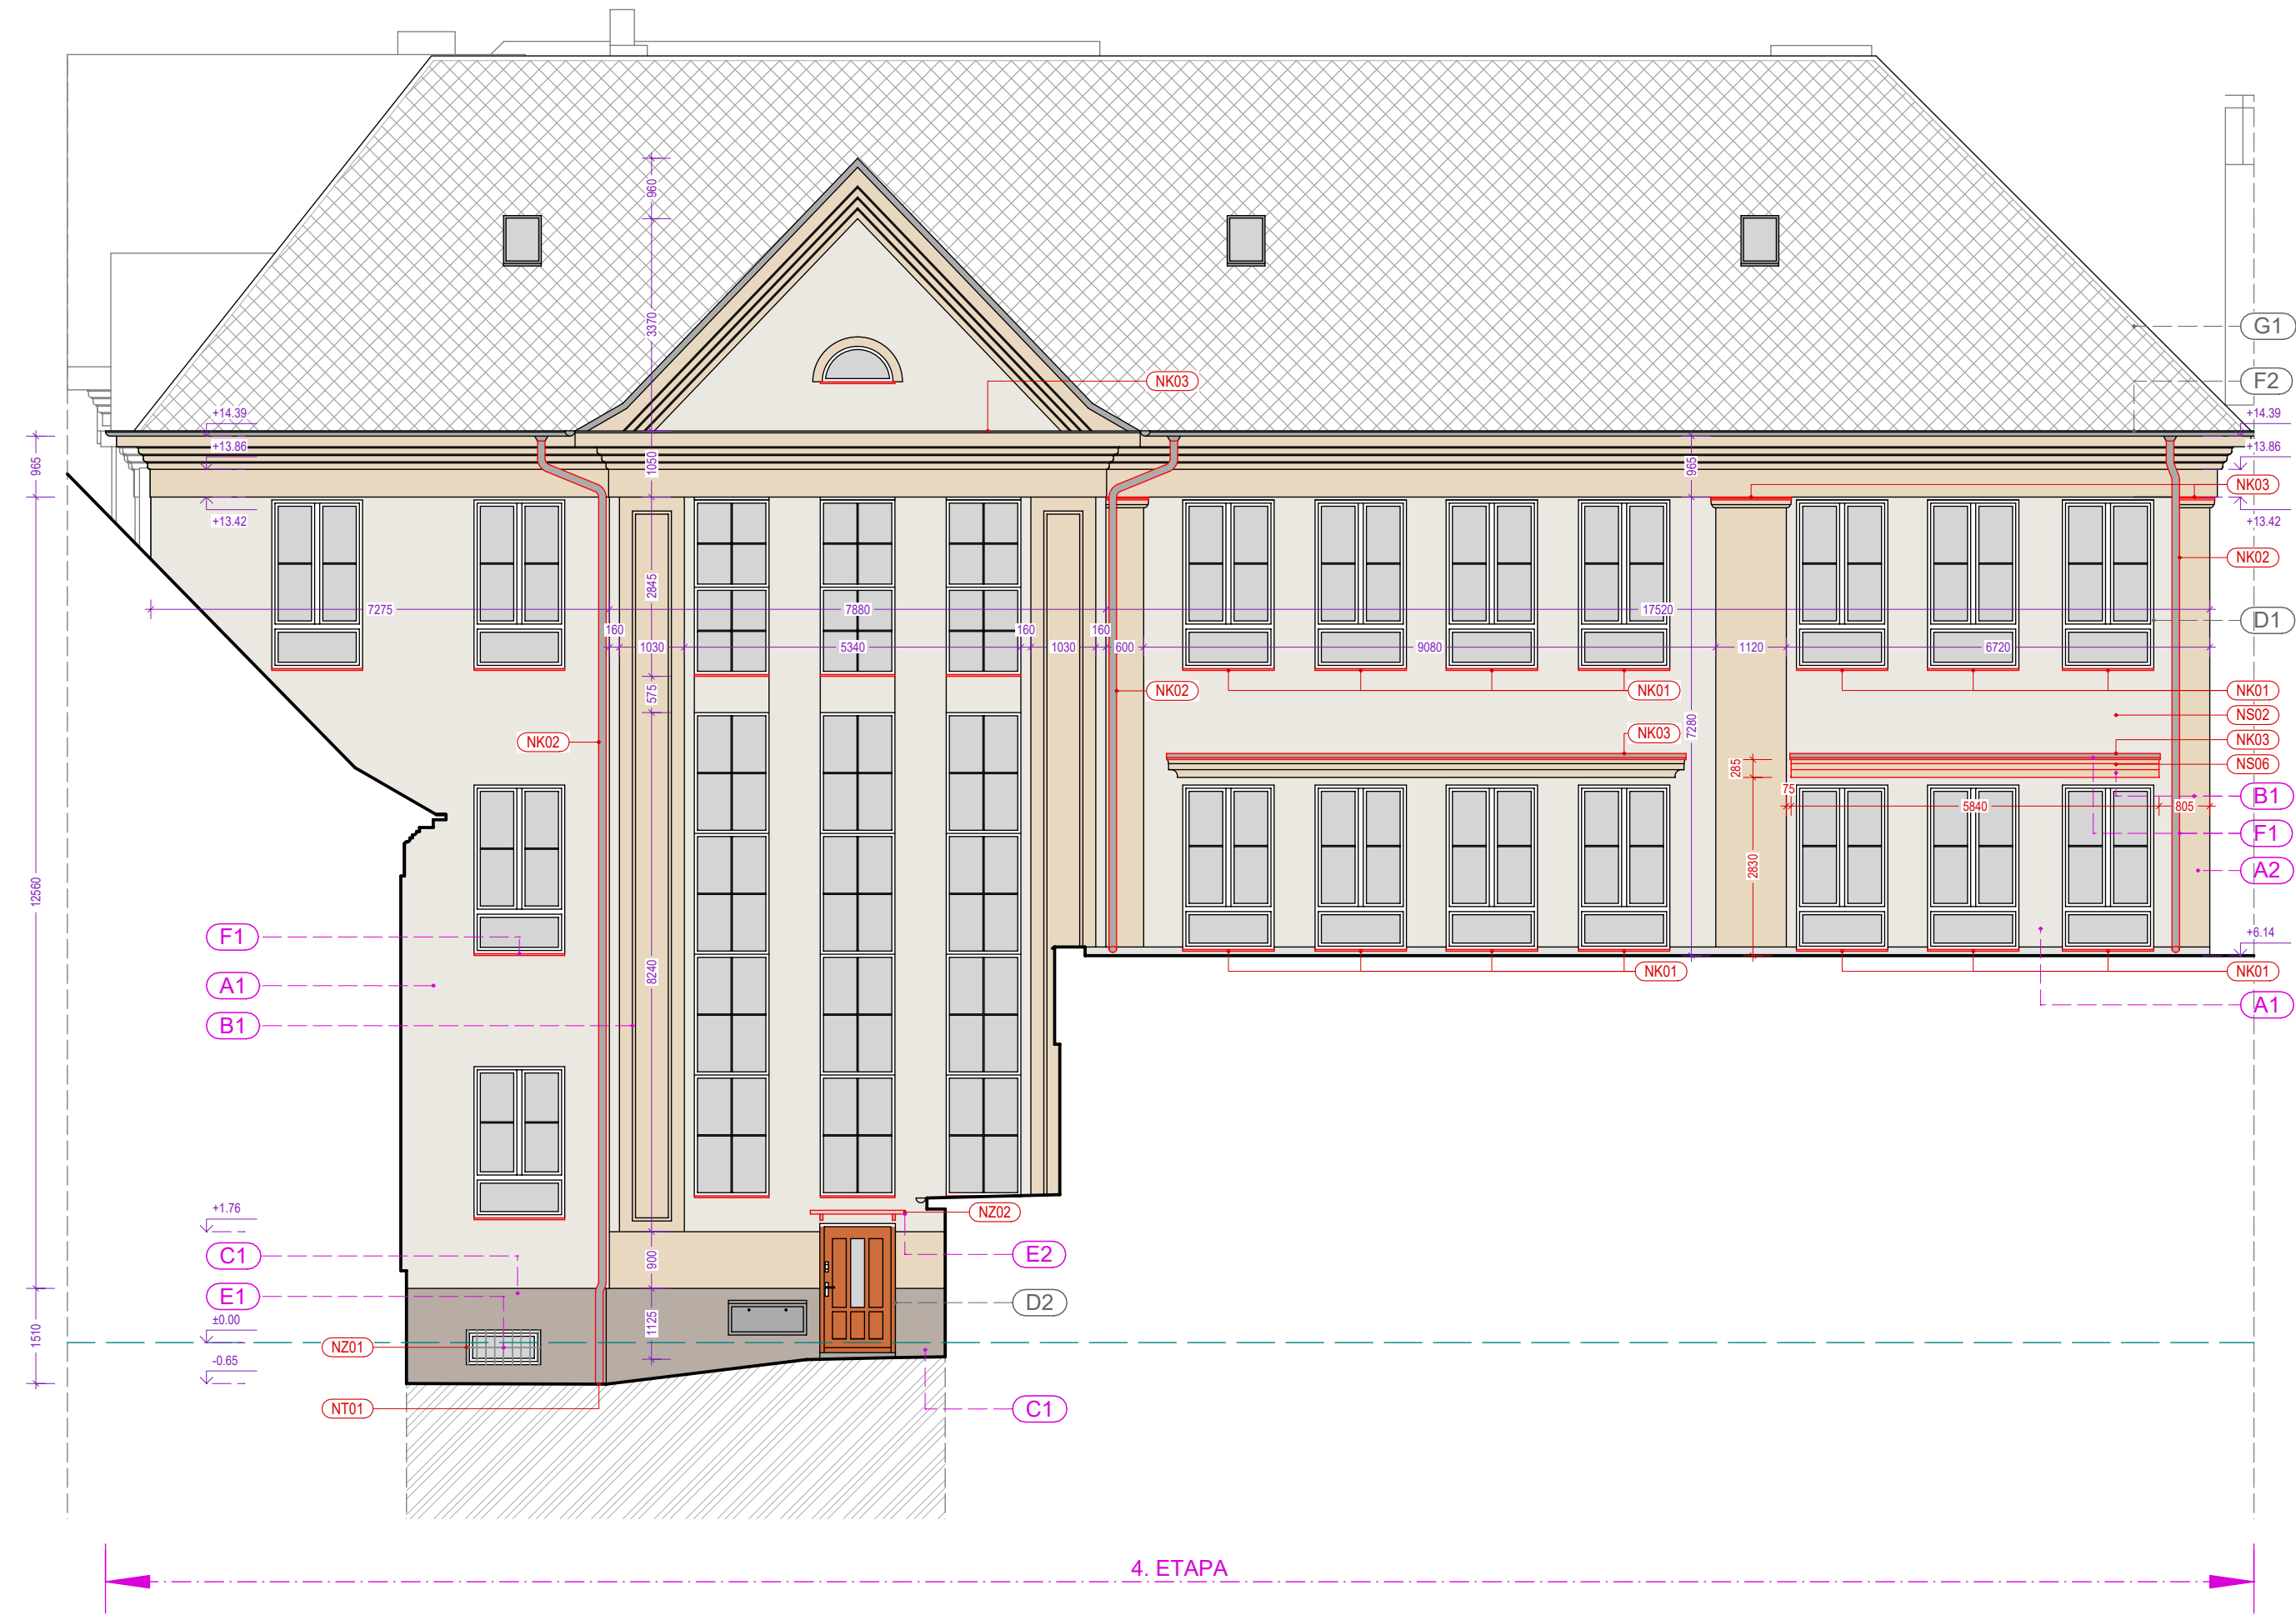 960
3370
G1
NK03
F2
+14.39
+14.39
+13.86
+13.86
965
1050
965
NK03
+13.42
+13.42
NK02
2845
7275
7880
17520
D1
160
160
160
1030
5340
1030
600
9080
1120
6720
575
NK02
NK01
NK01
NS02
7280
NK03
NK02
NK03
285
NS06
75
B1
5840
805
F1
2830
A2
12560
F1
+6.14
8240
NK01
NK01
A1
A1
B1
+1.76
NZ02
C1
900
E2
E1
D2
±0.00
1125
1510
NZ01
-0.65
NT01
C1
4. ETAPA